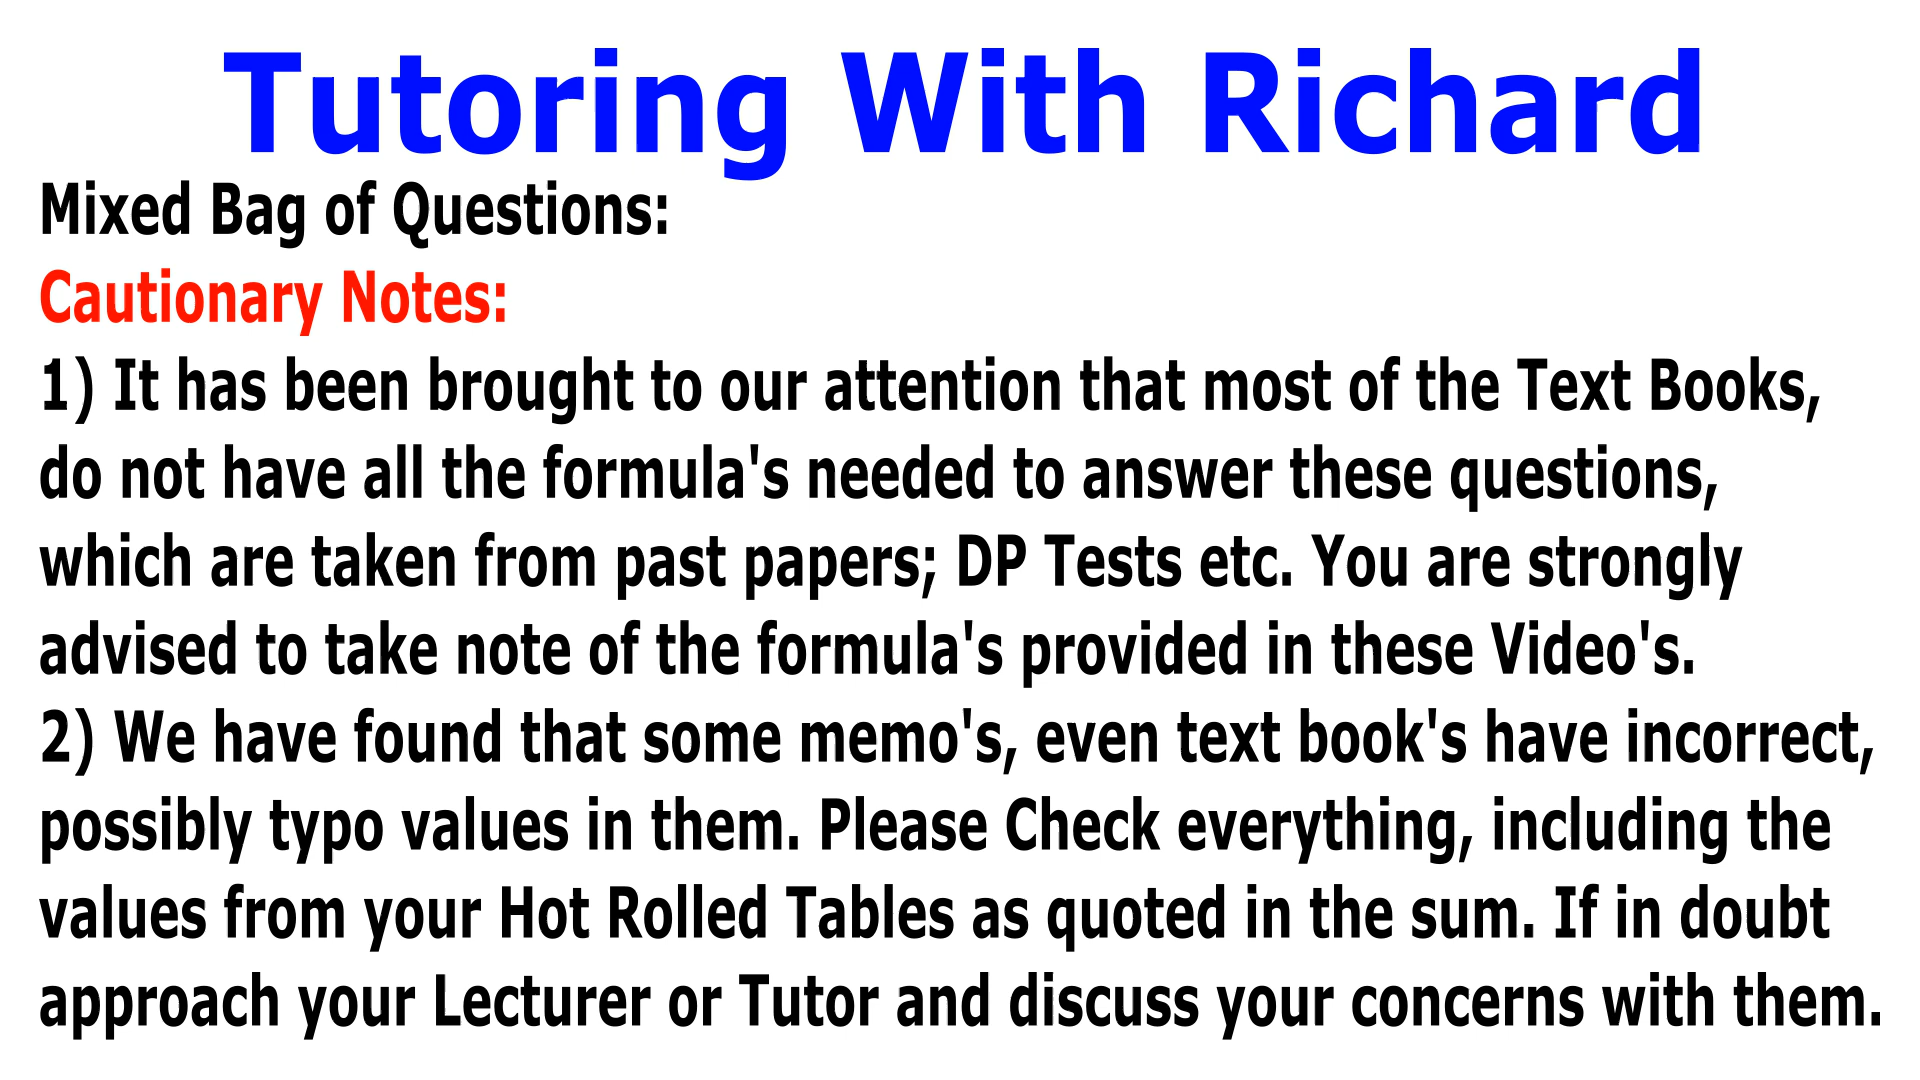 Tutoring With Richard
Mixed Bag of Questions:
Cautionary Notes:
1) It has been brought to our attention that most of the Text Books,
do not have all the formula's needed to answer these questions,
which are taken from past papers; DP Tests etc. You are strongly
advised to take note of the formula's provided in these Video's.
2) We have found that some memo's, even text book's have incorrect,
possibly typo values in them. Please Check everything, including the
values from your Hot Rolled Tables as quoted in the sum. If in doubt
approach your Lecturer or Tutor and discuss your concerns with them.